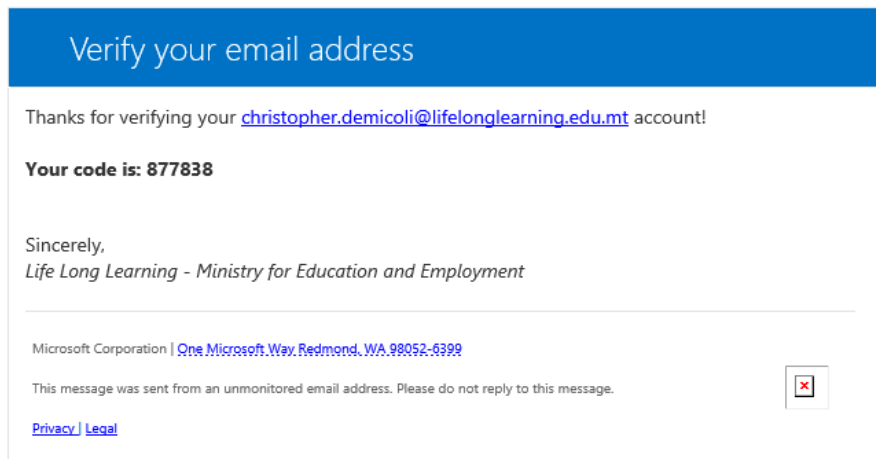 Verify your email address
Thanks for verifying your christopher.demicoli@lifelonglearning.edu.mt account!
Your code is: 877838
Sincerely,
Life Long Learning - Ministry for Education and Employment
Microsoft Corporation | One Microsoft Way Redmond, WA 98052-6399
This message was sent from an unmonitored email address. Please do not reply to this message.
Privacy | Legal